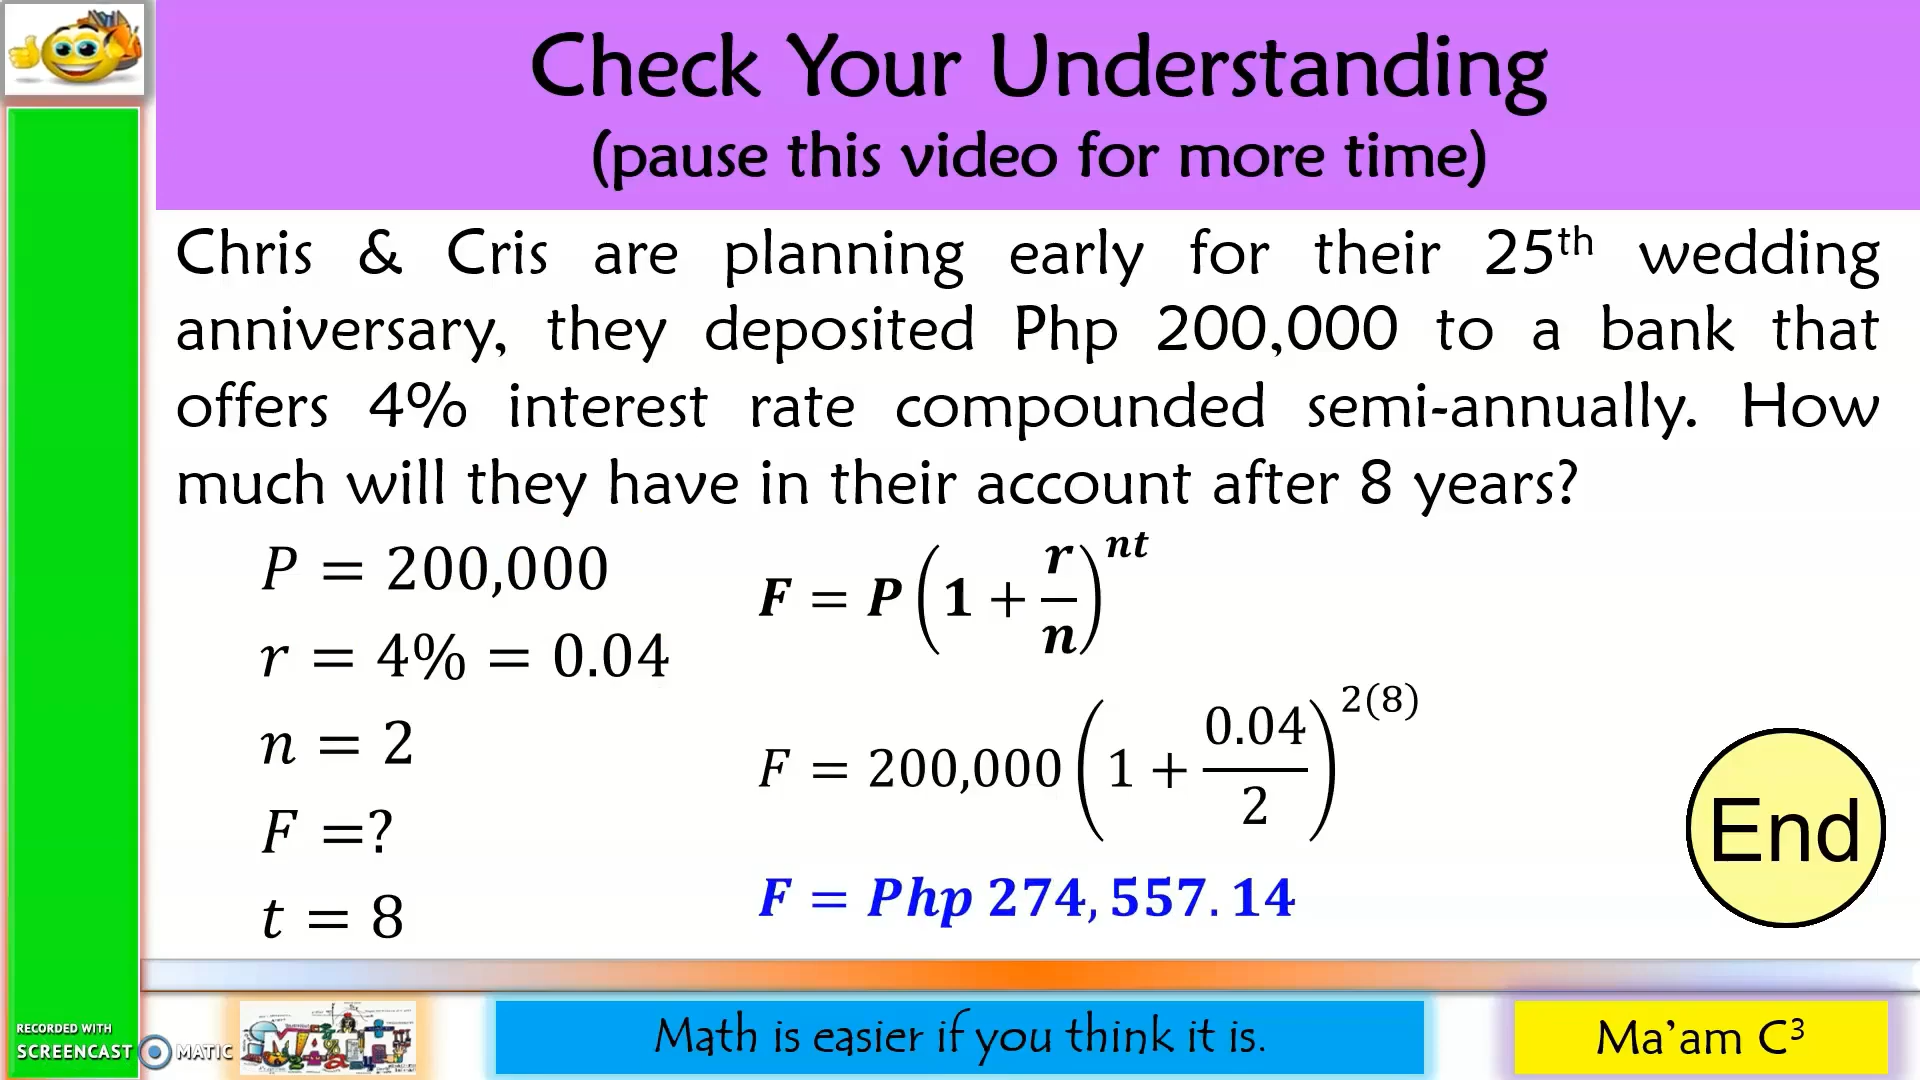 Check Your Understanding
(pause this video for more time)
Chris & Cris are planning early for their 25th wedding
anniversary, they deposited Php 200,000 to a bank that
offers 4% interest rate compounded semi-annually. How
much will they have in their account after 8 years?
P = 200,000
r = 4% = 0.04
n = 2
F =?
t = 8
F = P(1 + r/n)^nt
F = 200,000(1 + 0.04/2)^2(8)
F = Php 274,557.14
End
RECORDED WITH
SCREENCAST MATIC
MATH
Math is easier if you think it is.
Ma'am C³